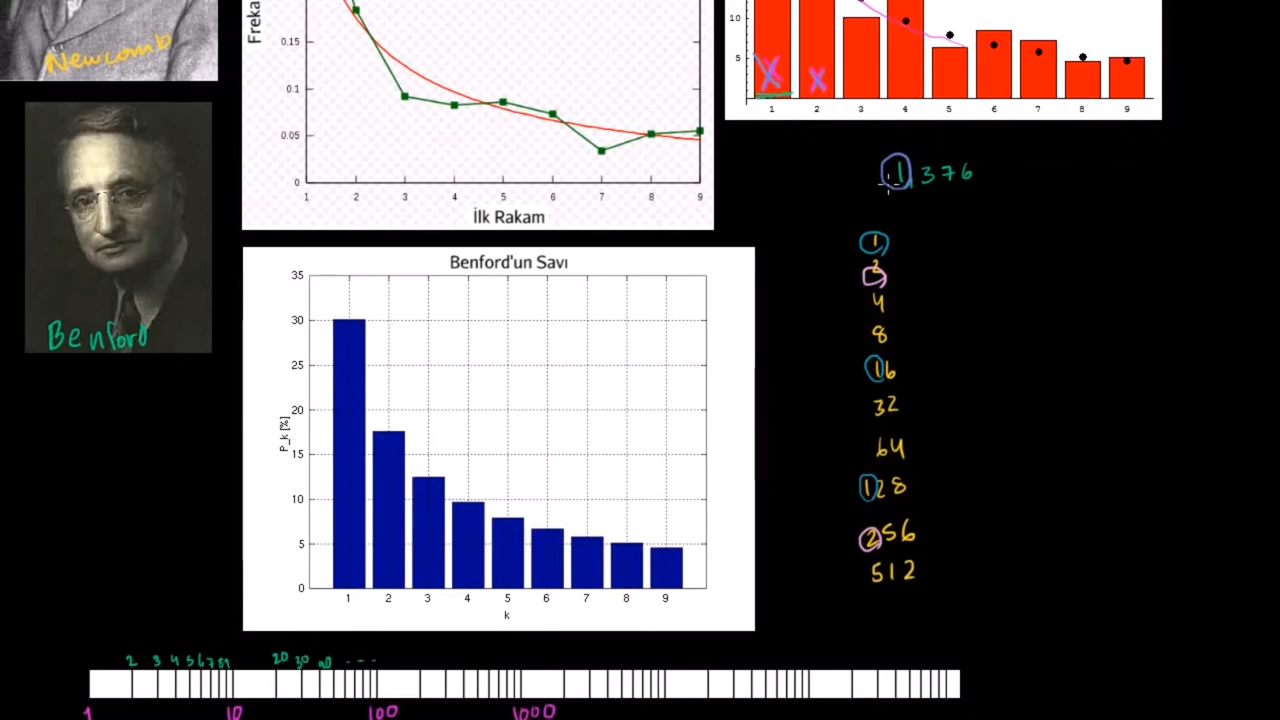 Newcomb
Benford
Freka
0.15
0.1
0.05
0
1 2 3 4 5 6 7 8 9
İlk Rakam
10
5
X X
1 2 3 4 5 6 7 8 9
1,376
1
2
4
8
16
32
64
128
256
512
Benford'un Savı
35
30
25
20
15
10
5
0
P_k [%]
1 2 3 4 5 6 7 8 9
k
2 3 4 5 6 7 8 9 20 30 40 - - -
1 10 100 1000